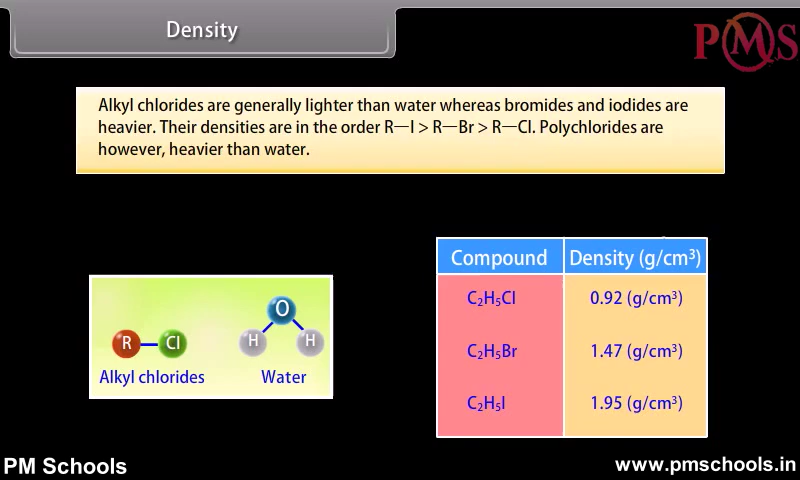 Density
PMS
Alkyl chlorides are generally lighter than water whereas bromides and iodides are
heavier. Their densities are in the order R—I > R—Br > R—Cl. Polychlorides are
however, heavier than water.
Compound Density (g/cm³)
C₂H₅Cl 0.92 (g/cm³)
C₂H₅Br 1.47 (g/cm³)
C₂H₅I 1.95 (g/cm³)
O
R Cl H H
Alkyl chlorides Water
PM Schools www.pmschools.in